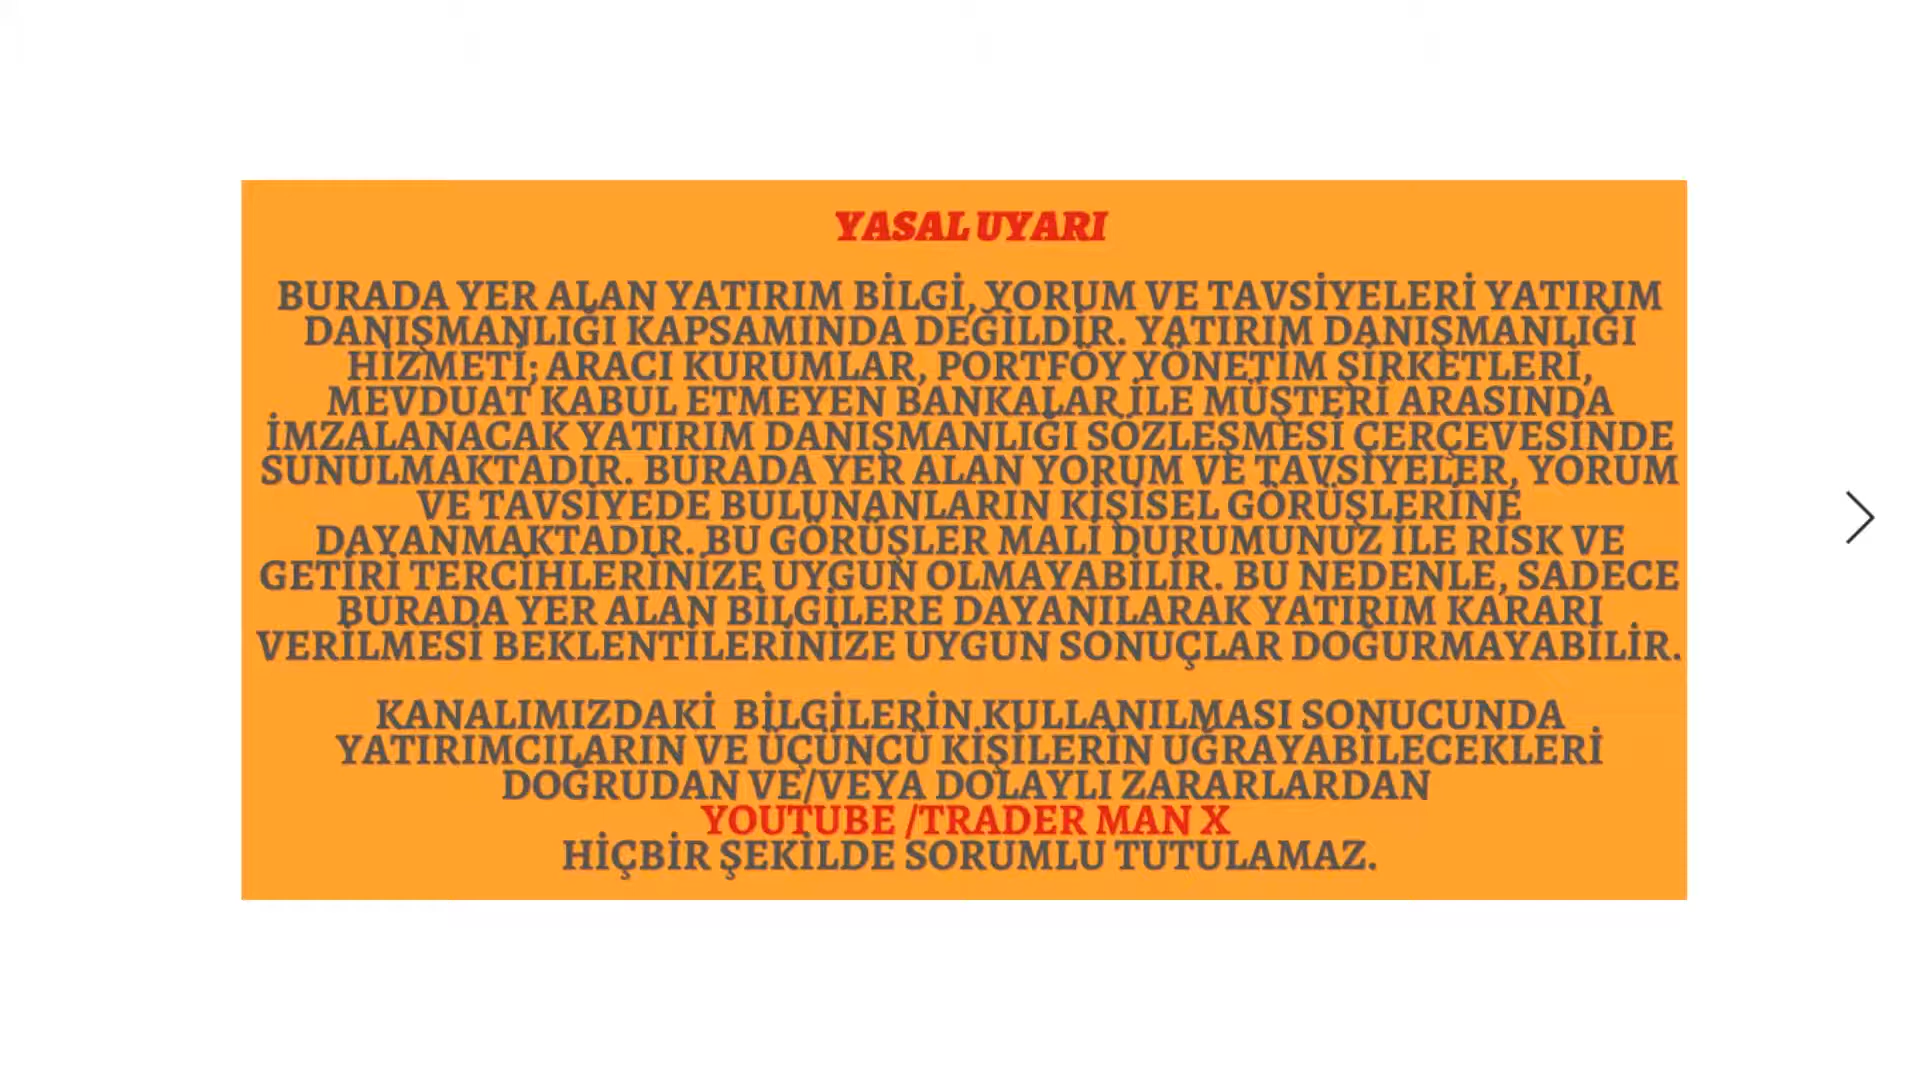 YASAL UYARI
BURADA YER ALAN YATIRIM BİLGİ, YORUM VE TAVSİYELERİ YATIRIM
DANIŞMANLIĞI KAPSAMINDA DEĞİLDİR. YATIRIM DANIŞMANLIĞI
HİZMETİ; ARACI KURUMLAR, PORTFÖY YÖNETİM ŞİRKETLERİ,
MEVDUAT KABUL ETMEYEN BANKALAR İLE MÜŞTERİ ARASINDA
İMZALANACAK YATIRIM DANIŞMANLIĞI SÖZLEŞMESİ ÇERÇEVESİNDE
SUNULMAKTADIR. BURADA YER ALAN YORUM VE TAVSİYELER, YORUM
VE TAVSİYEDE BULUNANLARIN KİŞİSEL GÖRÜŞLERİNE
DAYANMAKTADIR. BU GÖRÜŞLER MALİ DURUMUNUZ İLE RİSK VE
GETİRİ TERCİHLERİNİZE UYGUN OLMAYABİLİR. BU NEDENLE, SADECE
BURADA YER ALAN BİLGİLERE DAYANILARAK YATIRIM KARARI
VERİLMESİ BEKLENTİLERİNİZE UYGUN SONUÇLAR DOĞURMAYABİLİR.
KANALIMIZDAKİ BİLGİLERİN KULLANILMASI SONUCUNDA
YATIRIMCILARIN VE ÜÇÜNCÜ KİŞİLERİN UĞRAYABİLECEKLERİ
DOĞRUDAN VE/VEYA DOLAYLI ZARARLARDAN
YOUTUBE /TRADER MAN X
HİÇBİR ŞEKİLDE SORUMLU TUTULAMAZ.